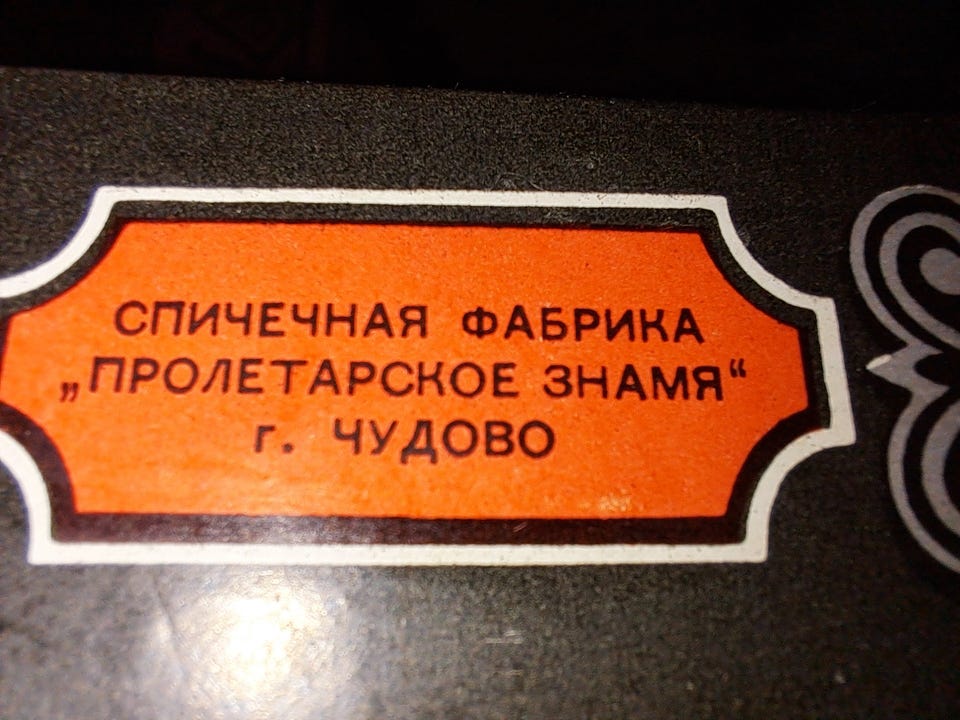 СПИЧЕЧНАЯ ФАБРИКА
„ПРОЛЕТАРСКОЕ ЗНАМЯ“
г. ЧУДОВО